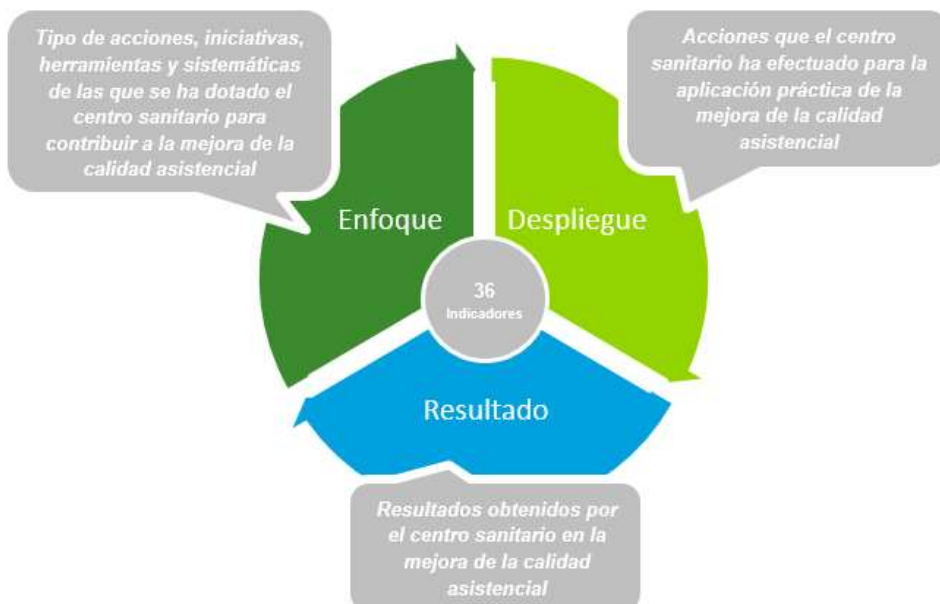 Tipo de acciones, iniciativas,
herramientas y sistemáticas
de las que se ha dotado el
centro sanitario para
contribuir a la mejora de la
calidad asistencial
Acciones que el centro
sanitario ha efectuado para la
aplicación práctica de la
mejora de la calidad
asistencial
Enfoque
Despliegue
36
Indicadores
Resultado
Resultados obtenidos por
el centro sanitario en la
mejora de la calidad
asistencial